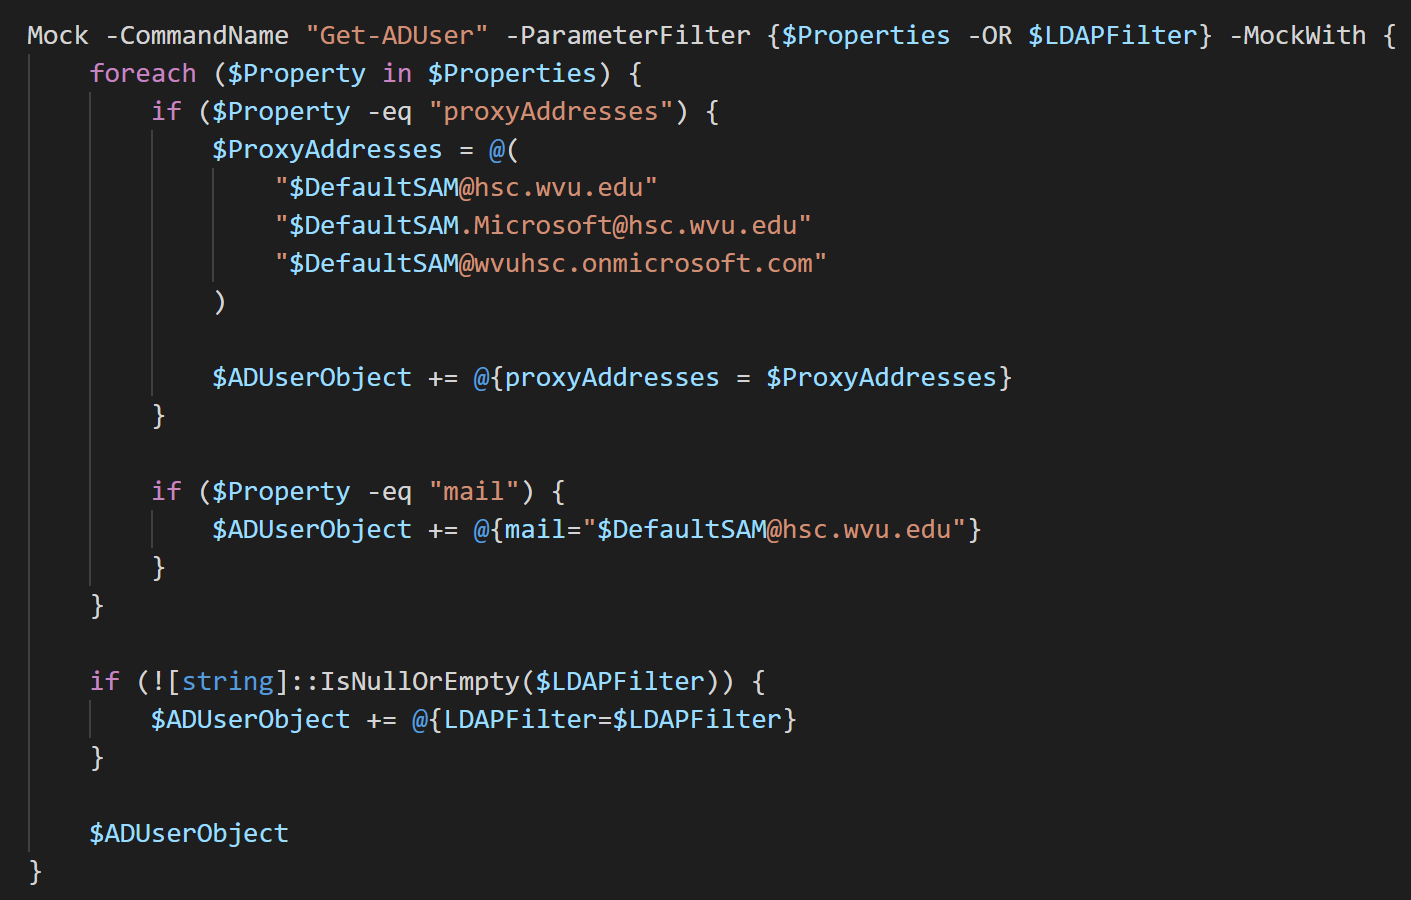 Mock -CommandName "Get-ADUser" -ParameterFilter {$Properties -OR $LDAPFilter} -MockWith {
    foreach ($Property in $Properties) {
        if ($Property -eq "proxyAddresses") {
            $ProxyAddresses = @(
                "$DefaultSAM@hsc.wvu.edu"
                "$DefaultSAM.Microsoft@hsc.wvu.edu"
                "$DefaultSAM@wvuhsc.onmicrosoft.com"
            )

            $ADUserObject += @{proxyAddresses = $ProxyAddresses}
        }

        if ($Property -eq "mail") {
            $ADUserObject += @{mail="$DefaultSAM@hsc.wvu.edu"}
        }
    }

    if (![string]::IsNullOrEmpty($LDAPFilter)) {
        $ADUserObject += @{LDAPFilter=$LDAPFilter}
    }

    $ADUserObject
}